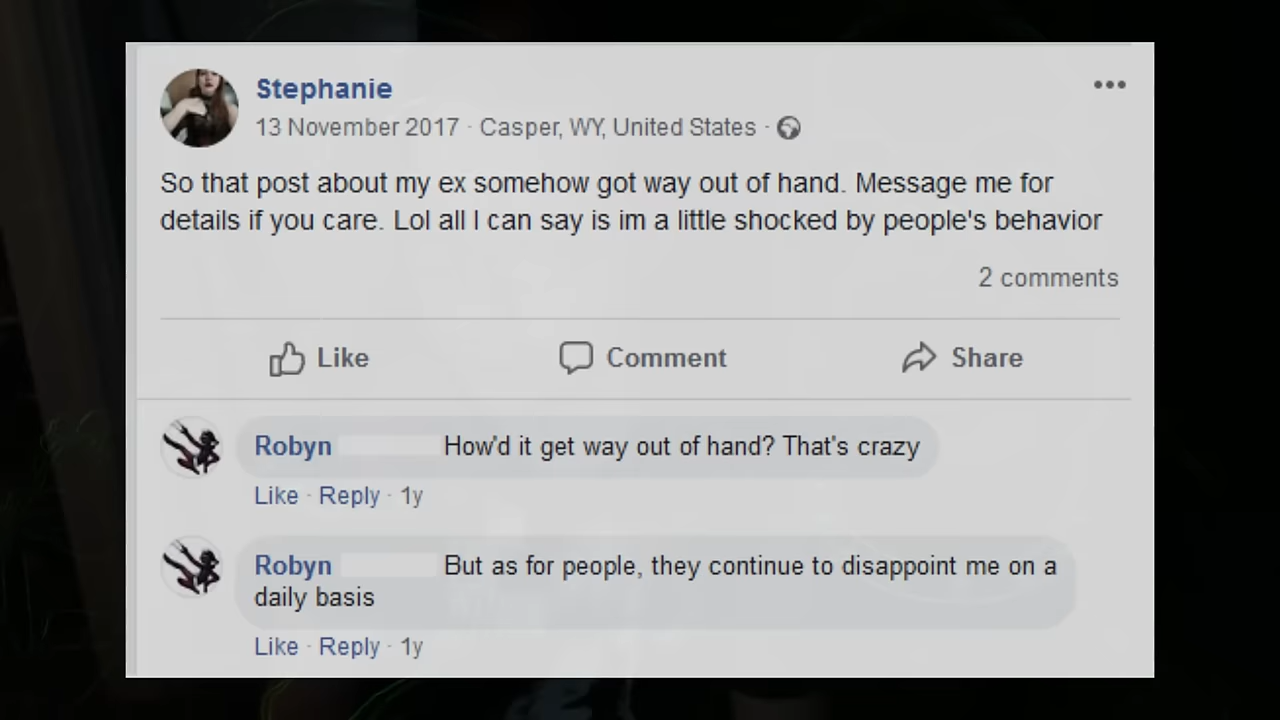 Stephanie
13 November 2017 · Casper, WY, United States ·
So that post about my ex somehow got way out of hand. Message me for
details if you care. Lol all I can say is im a little shocked by people's behavior
2 comments
Like Comment Share
Robyn How'd it get way out of hand? That's crazy
Like · Reply · 1y
Robyn But as for people, they continue to disappoint me on a
daily basis
Like · Reply · 1y